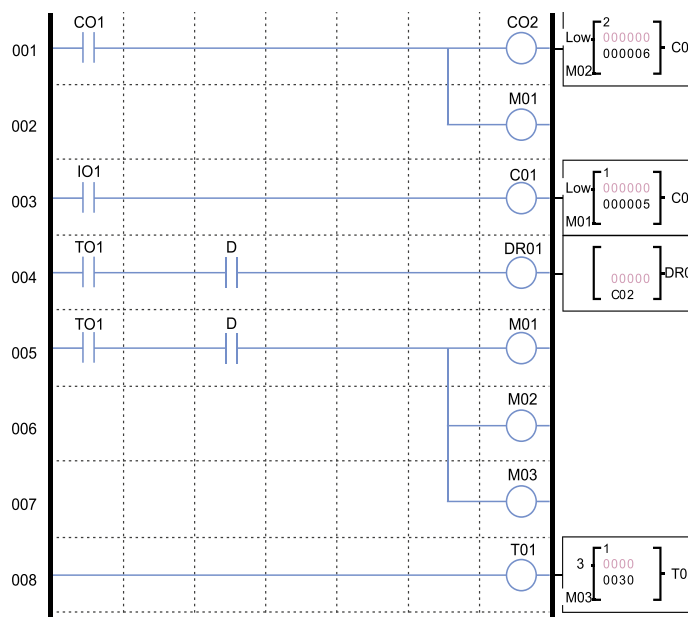 CO1 CO2
001 Low 2 000000 000006 M02 C0
002 M01
003 IO1 C01 Low 1 000000 000005 M01 C0
004 TO1 D DR01 00000 C02 DR0
005 TO1 D M01
006 M02
007 M03
008 T01 3 1 0000 0030 M03 T0